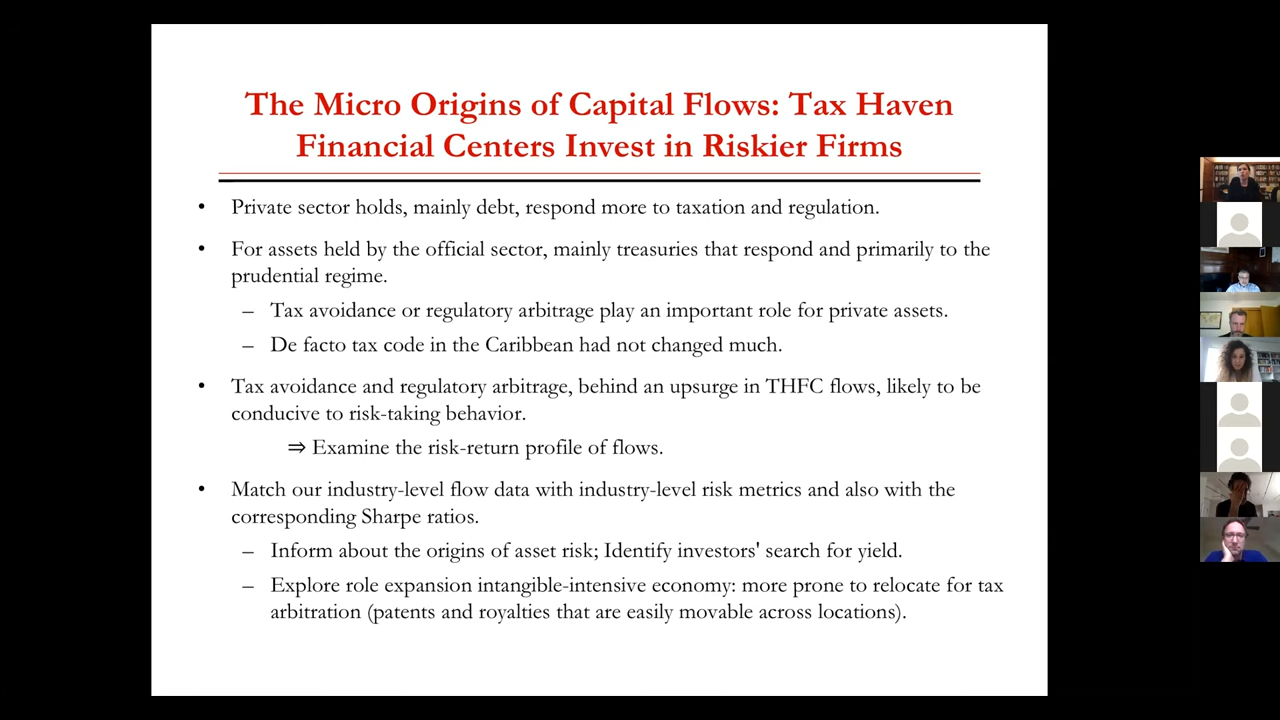 The Micro Origins of Capital Flows: Tax Haven
Financial Centers Invest in Riskier Firms
• Private sector holds, mainly debt, respond more to taxation and regulation.
• For assets held by the official sector, mainly treasuries that respond and primarily to the
prudential regime.
– Tax avoidance or regulatory arbitrage play an important role for private assets.
– De facto tax code in the Caribbean had not changed much.
• Tax avoidance and regulatory arbitrage, behind an upsurge in THFC flows, likely to be
conducive to risk-taking behavior.
⇒ Examine the risk-return profile of flows.
• Match our industry-level flow data with industry-level risk metrics and also with the
corresponding Sharpe ratios.
– Inform about the origins of asset risk; Identify investors' search for yield.
– Explore role expansion intangible-intensive economy: more prone to relocate for tax
arbitration (patents and royalties that are easily movable across locations).